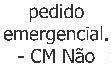 pedido
emergencial.
- CM Não